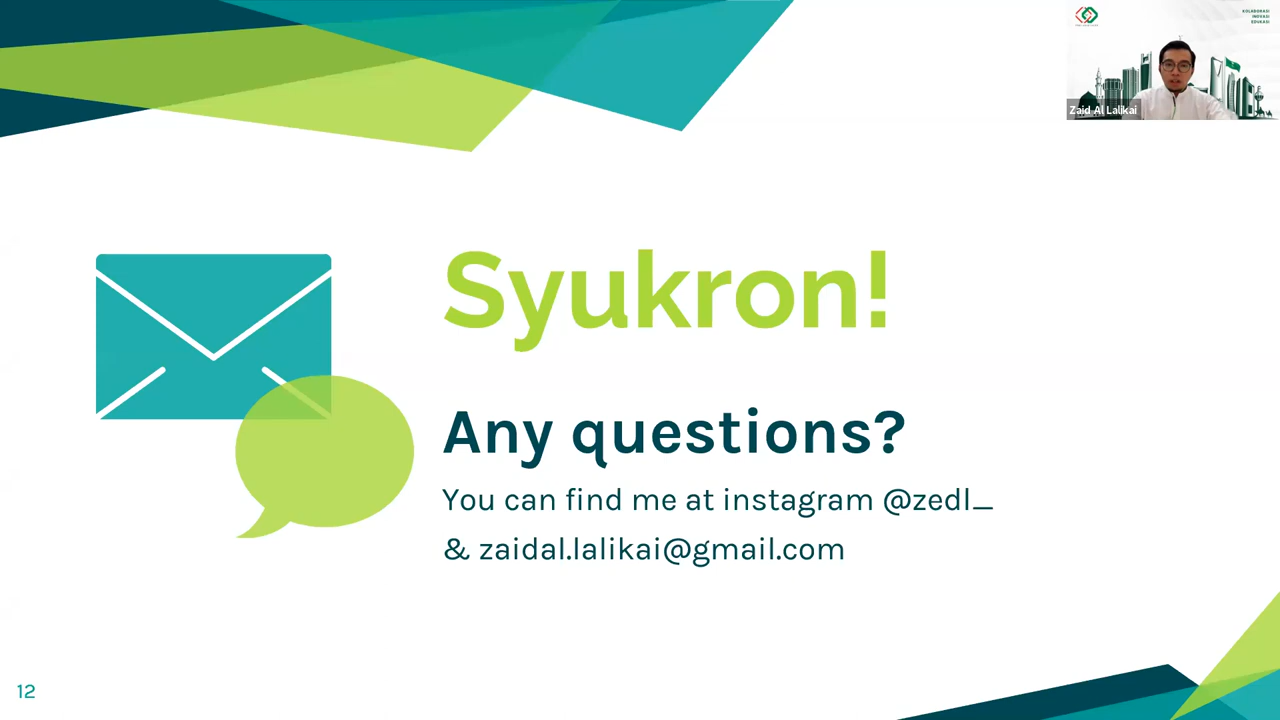 KOLABORASI
INOVASI
EDUKASI
Zaid Al Lalikai
Syukron!
Any questions?
You can find me at instagram @zedl_
& zaidal.lalikai@gmail.com
12